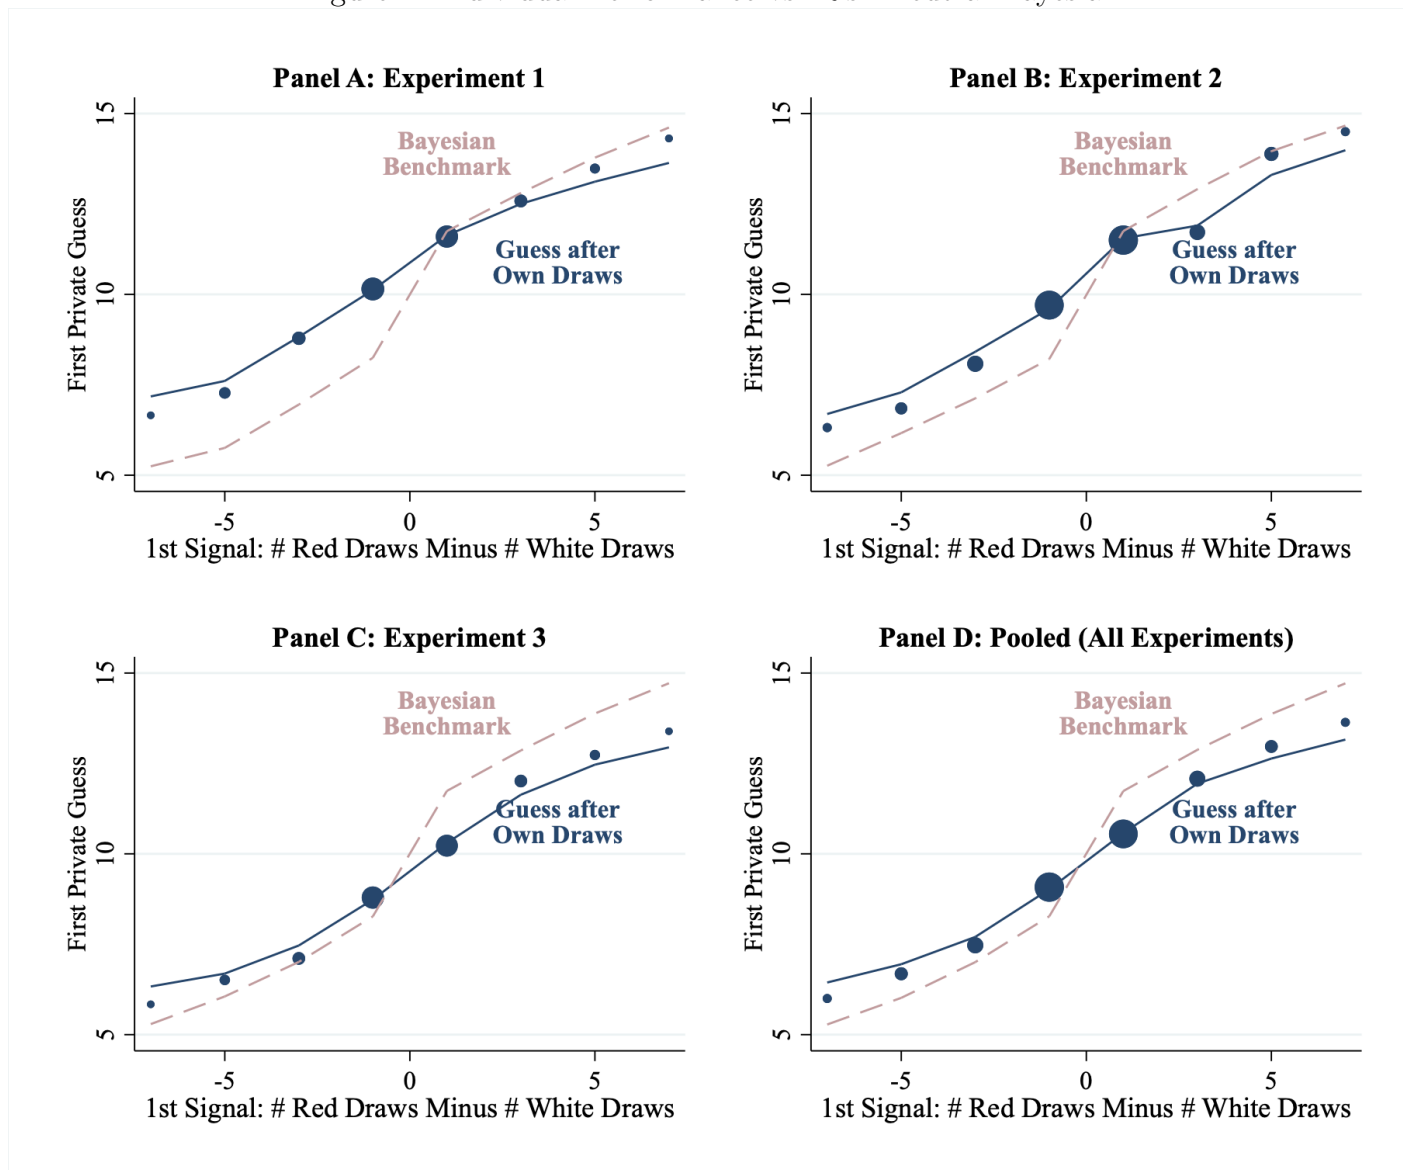 Panel A: Experiment 1
15
10
5
First Private Guess
Bayesian
Benchmark
Guess after
Own Draws
-5
0
5
1st Signal: # Red Draws Minus # White Draws
Panel B: Experiment 2
15
10
5
First Private Guess
Bayesian
Benchmark
Guess after
Own Draws
-5
0
5
1st Signal: # Red Draws Minus # White Draws
Panel C: Experiment 3
15
10
5
First Private Guess
Bayesian
Benchmark
Guess after
Own Draws
-5
0
5
1st Signal: # Red Draws Minus # White Draws
Panel D: Pooled (All Experiments)
15
10
5
First Private Guess
Bayesian
Benchmark
Guess after
Own Draws
-5
0
5
1st Signal: # Red Draws Minus # White Draws